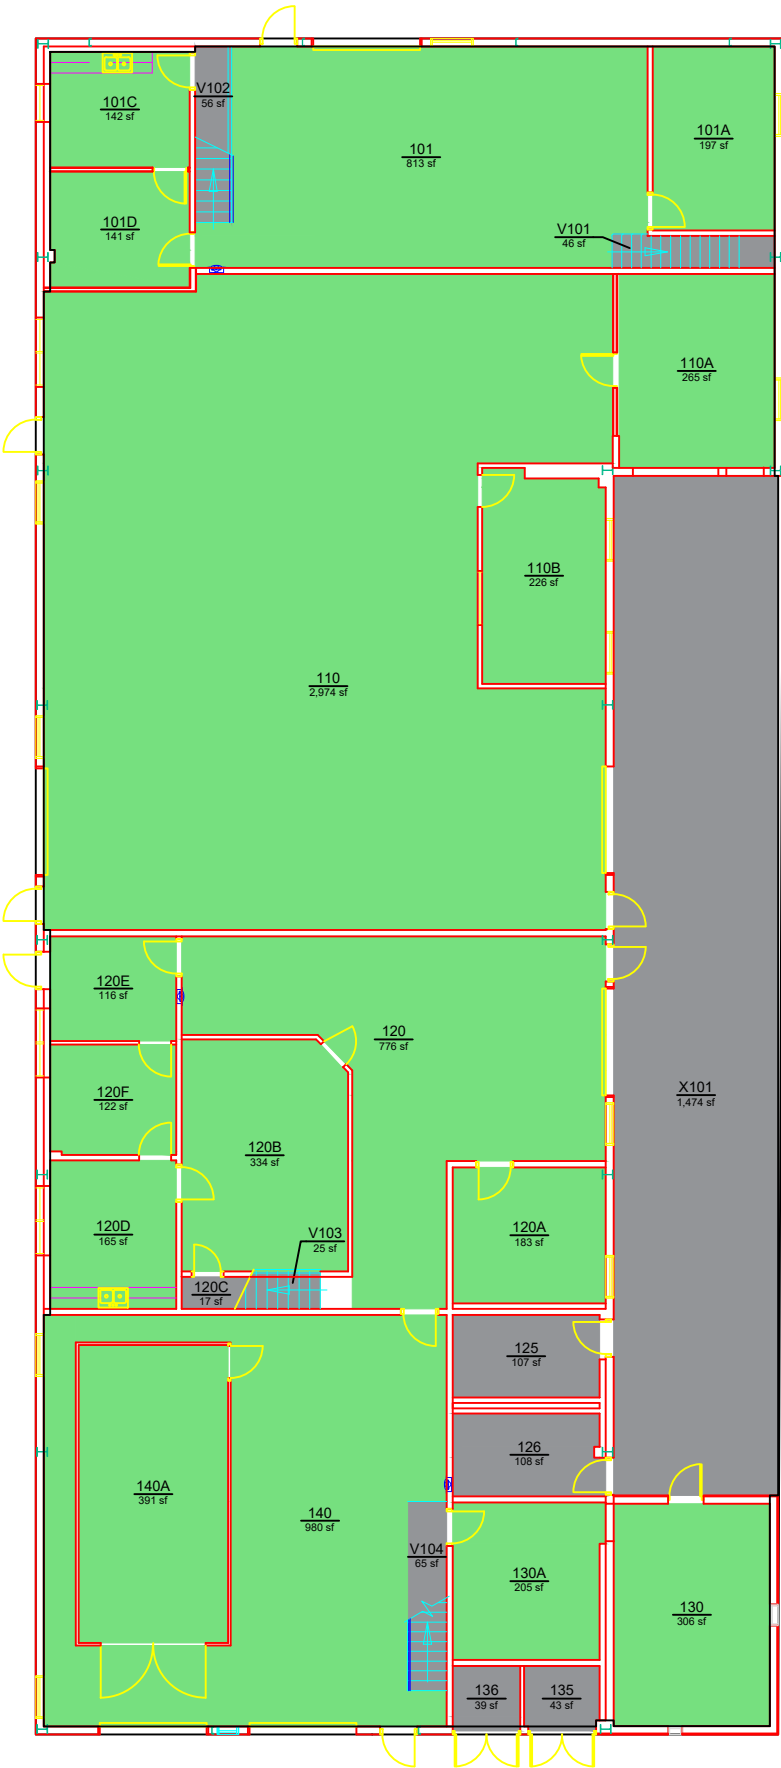 101C
142 sf
V102
56 sf
101
813 sf
101A
197 sf
101D
141 sf
V101
46 sf
110A
265 sf
110B
226 sf
110
2,974 sf
120E
116 sf
120
776 sf
120F
122 sf
X101
1,474 sf
120B
334 sf
120D
165 sf
V103
25 sf
120A
183 sf
120C
17 sf
125
107 sf
126
108 sf
140A
391 sf
140
980 sf
V104
65 sf
130A
205 sf
130
306 sf
136
39 sf
135
43 sf